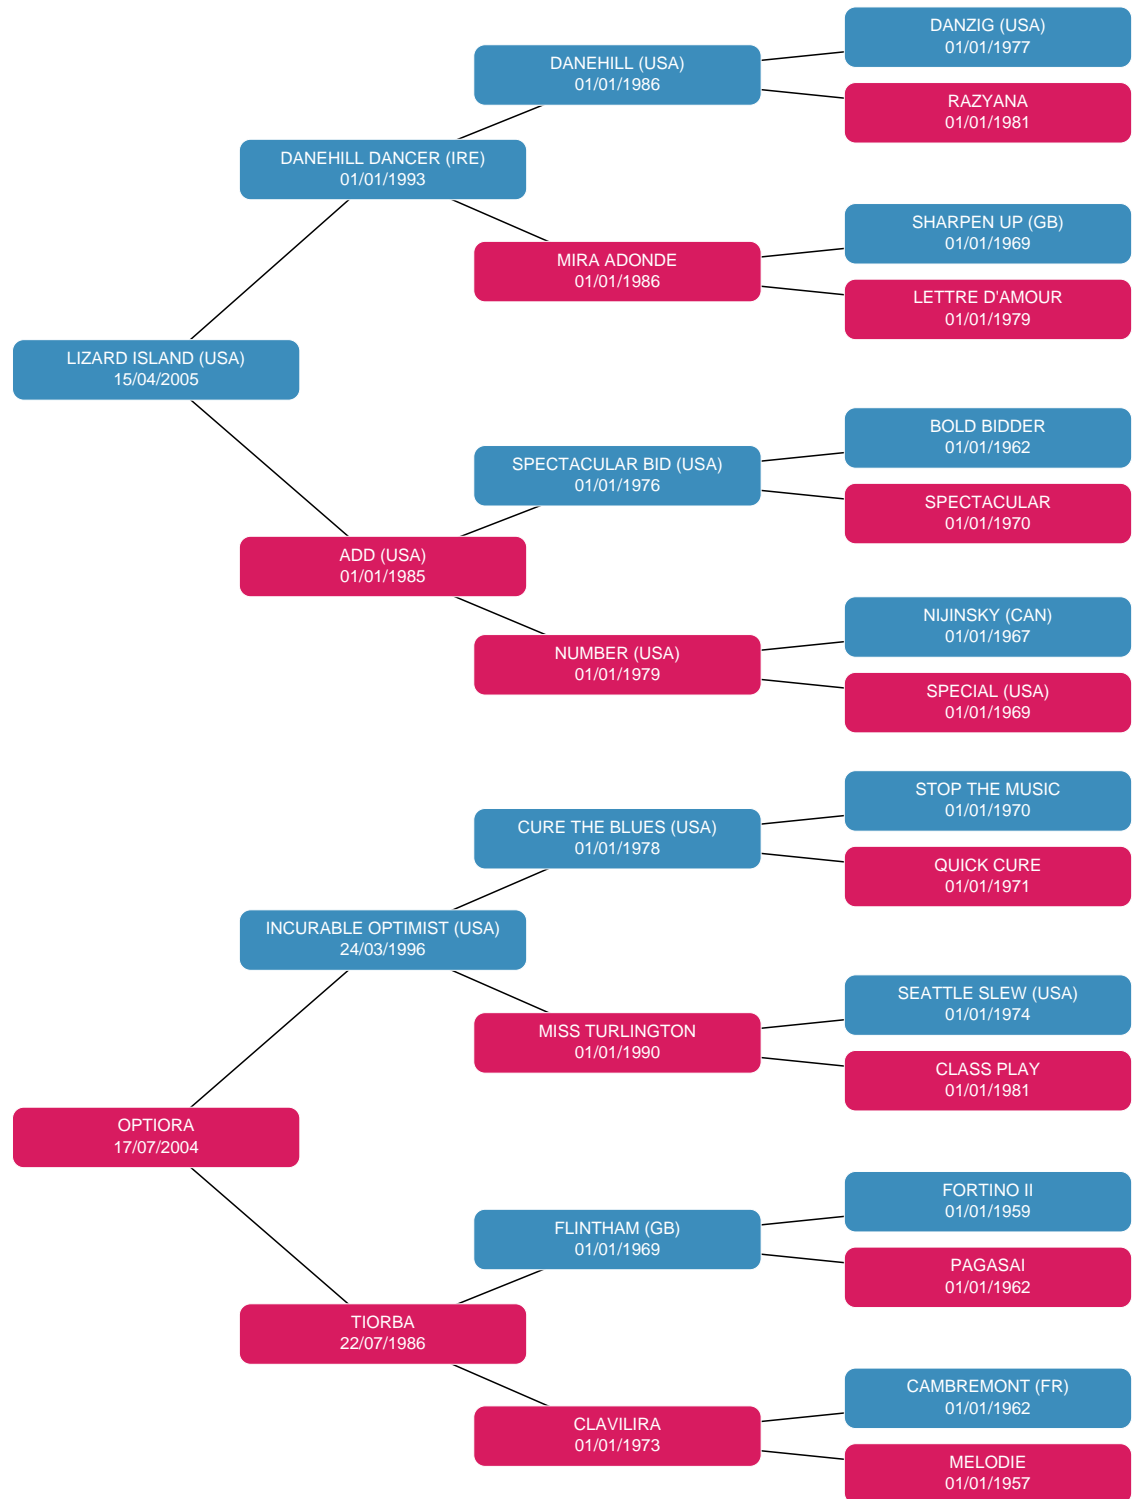 DANZIG (USA)
01/01/1977
DANEHILL (USA)
01/01/1986
RAZYANA
01/01/1981
DANEHILL DANCER (IRE)
01/01/1993
SHARPEN UP (GB)
01/01/1969
MIRA ADONDE
01/01/1986
LETTRE D'AMOUR
01/01/1979
LIZARD ISLAND (USA)
15/04/2005
BOLD BIDDER
01/01/1962
SPECTACULAR BID (USA)
01/01/1976
SPECTACULAR
01/01/1970
ADD (USA)
01/01/1985
NIJINSKY (CAN)
01/01/1967
NUMBER (USA)
01/01/1979
SPECIAL (USA)
01/01/1969
STOP THE MUSIC
01/01/1970
CURE THE BLUES (USA)
01/01/1978
QUICK CURE
01/01/1971
INCURABLE OPTIMIST (USA)
24/03/1996
SEATTLE SLEW (USA)
01/01/1974
MISS TURLINGTON
01/01/1990
CLASS PLAY
01/01/1981
OPTIORA
17/07/2004
FORTINO II
01/01/1959
FLINTHAM (GB)
01/01/1969
PAGASAI
01/01/1962
TIORBA
22/07/1986
CAMBREMONT (FR)
01/01/1962
CLAVILIRA
01/01/1973
MELODIE
01/01/1957